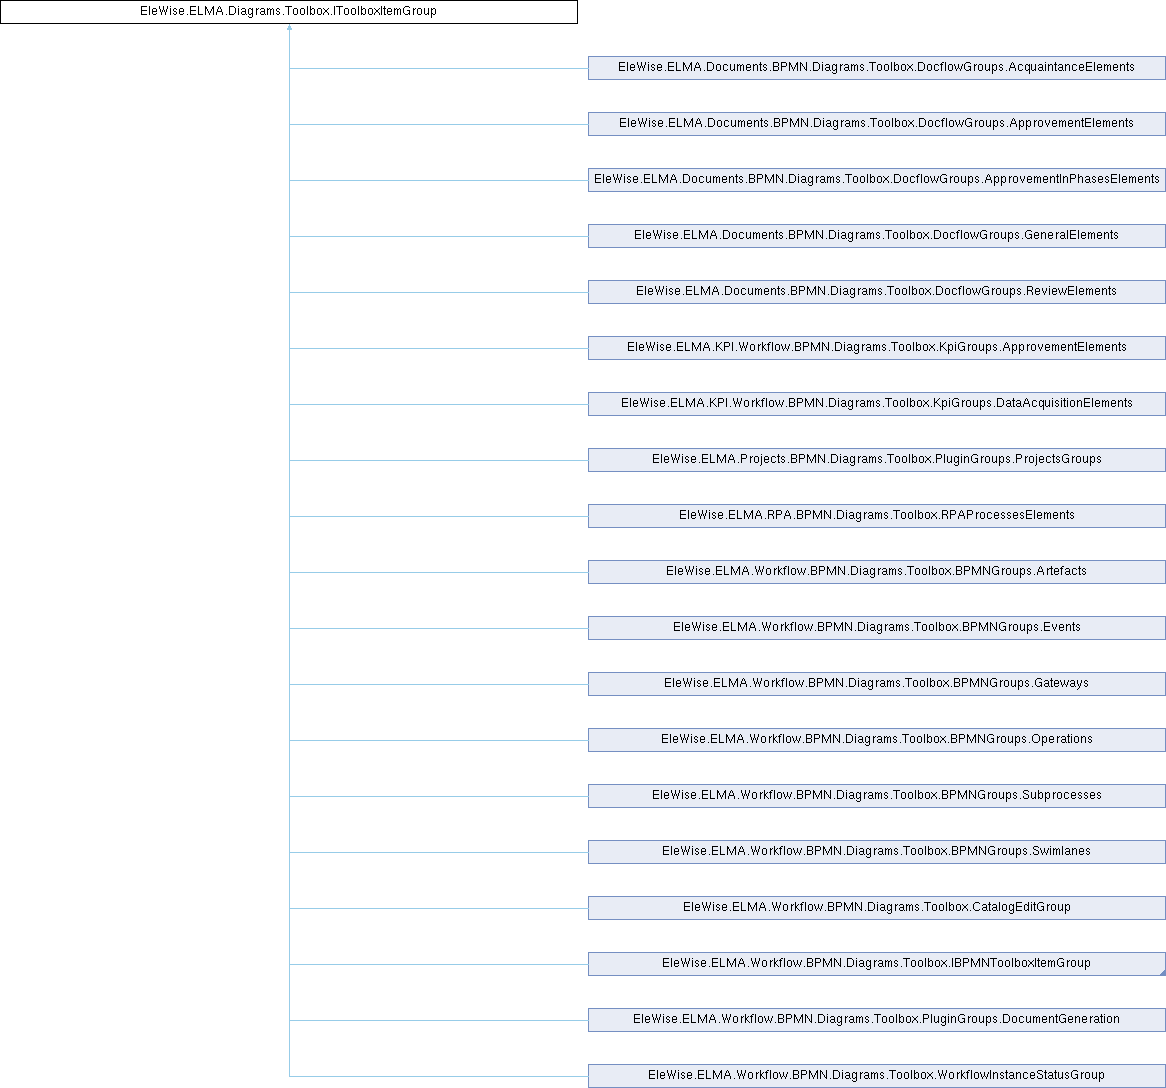 EleWise.ELMA.Diagrams.Toolbox.IToolboxItemGroup
EleWise.ELMA.Documents.BPMN.Diagrams.Toolbox.DocflowGroups.AcquaintanceElements
EleWise.ELMA.Documents.BPMN.Diagrams.Toolbox.DocflowGroups.ApprovementElements
EleWise.ELMA.Documents.BPMN.Diagrams.Toolbox.DocflowGroups.ApprovementInPhasesElements
EleWise.ELMA.Documents.BPMN.Diagrams.Toolbox.DocflowGroups.GeneralElements
EleWise.ELMA.Documents.BPMN.Diagrams.Toolbox.DocflowGroups.ReviewElements
EleWise.ELMA.KPI.Workflow.BPMN.Diagrams.Toolbox.KpiGroups.ApprovementElements
EleWise.ELMA.KPI.Workflow.BPMN.Diagrams.Toolbox.KpiGroups.DataAcquisitionElements
EleWise.ELMA.Projects.BPMN.Diagrams.Toolbox.PluginGroups.ProjectsGroups
EleWise.ELMA.RPA.BPMN.Diagrams.Toolbox.RPAProcessesElements
EleWise.ELMA.Workflow.BPMN.Diagrams.Toolbox.BPMNGroups.Artefacts
EleWise.ELMA.Workflow.BPMN.Diagrams.Toolbox.BPMNGroups.Events
EleWise.ELMA.Workflow.BPMN.Diagrams.Toolbox.BPMNGroups.Gateways
EleWise.ELMA.Workflow.BPMN.Diagrams.Toolbox.BPMNGroups.Operations
EleWise.ELMA.Workflow.BPMN.Diagrams.Toolbox.BPMNGroups.Subprocesses
EleWise.ELMA.Workflow.BPMN.Diagrams.Toolbox.BPMNGroups.Swimlanes
EleWise.ELMA.Workflow.BPMN.Diagrams.Toolbox.CatalogEditGroup
EleWise.ELMA.Workflow.BPMN.Diagrams.Toolbox.IBPMNToolboxItemGroup
EleWise.ELMA.Workflow.BPMN.Diagrams.Toolbox.PluginGroups.DocumentGeneration
EleWise.ELMA.Workflow.BPMN.Diagrams.Toolbox.WorkflowInstanceStatusGroup